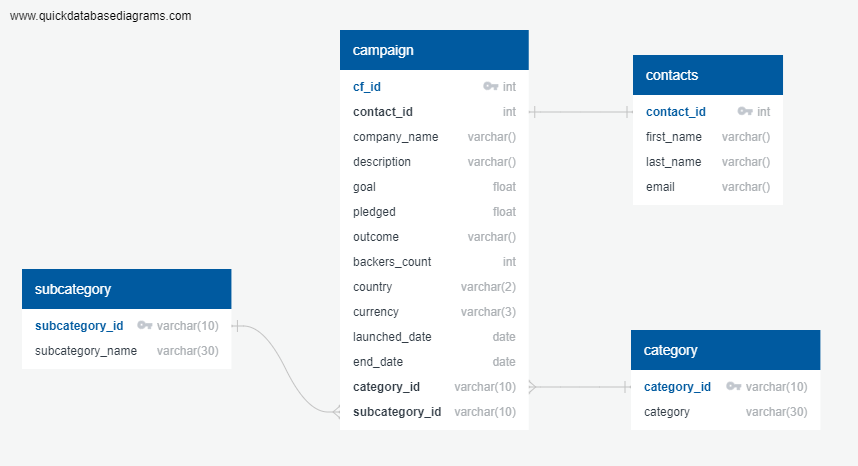 www.quickdatabasediagrams.com
campaign
cf_id int
contact_id int
company_name varchar()
description varchar()
goal float
pledged float
outcome varchar()
backers_count int
country varchar(2)
currency varchar(3)
launched_date date
end_date date
category_id varchar(10)
subcategory_id varchar(10)
contacts
contact_id int
first_name varchar()
last_name varchar()
email varchar()
subcategory
subcategory_id varchar(10)
subcategory_name varchar(30)
category
category_id varchar(10)
category varchar(30)